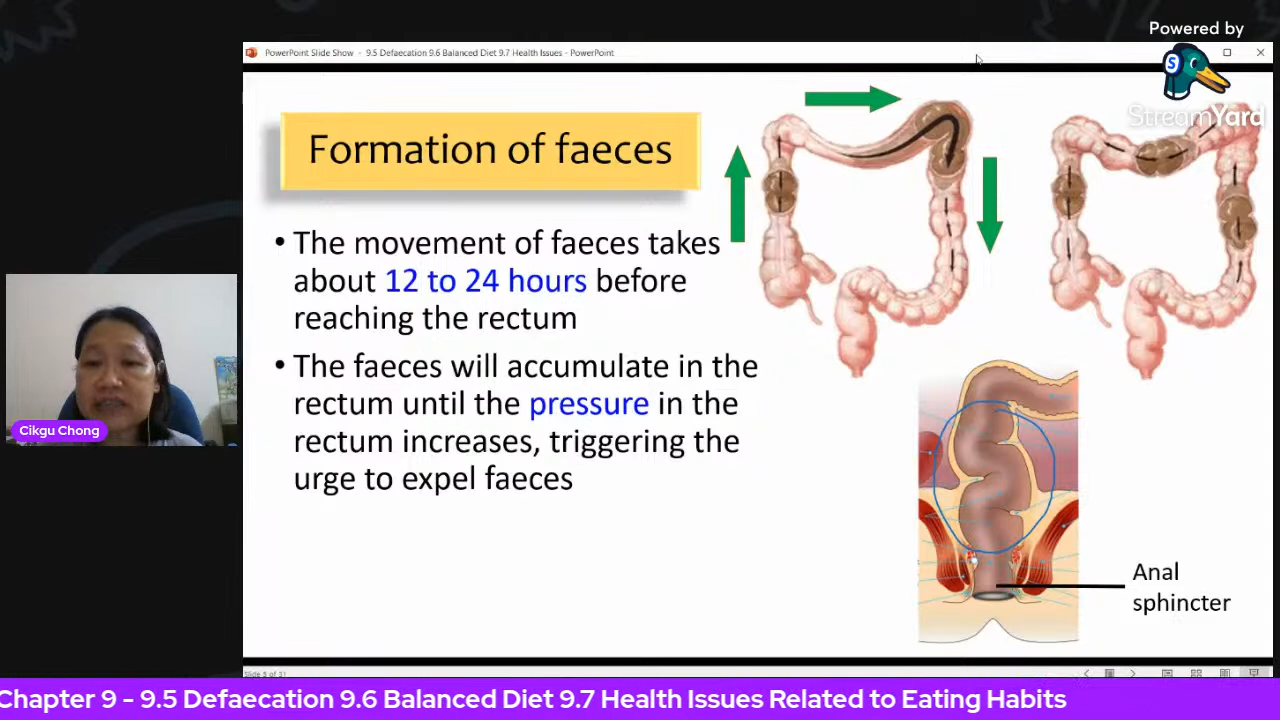 Powered by
StreamYard
PowerPoint Slide Show - 9.5 Defaecation 9.6 Balanced Diet 9.7 Health Issues - PowerPoint
Formation of faeces
• The movement of faeces takes
about 12 to 24 hours before
reaching the rectum
• The faeces will accumulate in the
rectum until the pressure in the
rectum increases, triggering the
urge to expel faeces
Anal
sphincter
Cikgu Chong
Slide 5 of 31
Chapter 9 – 9.5 Defaecation 9.6 Balanced Diet 9.7 Health Issues Related to Eating Habits